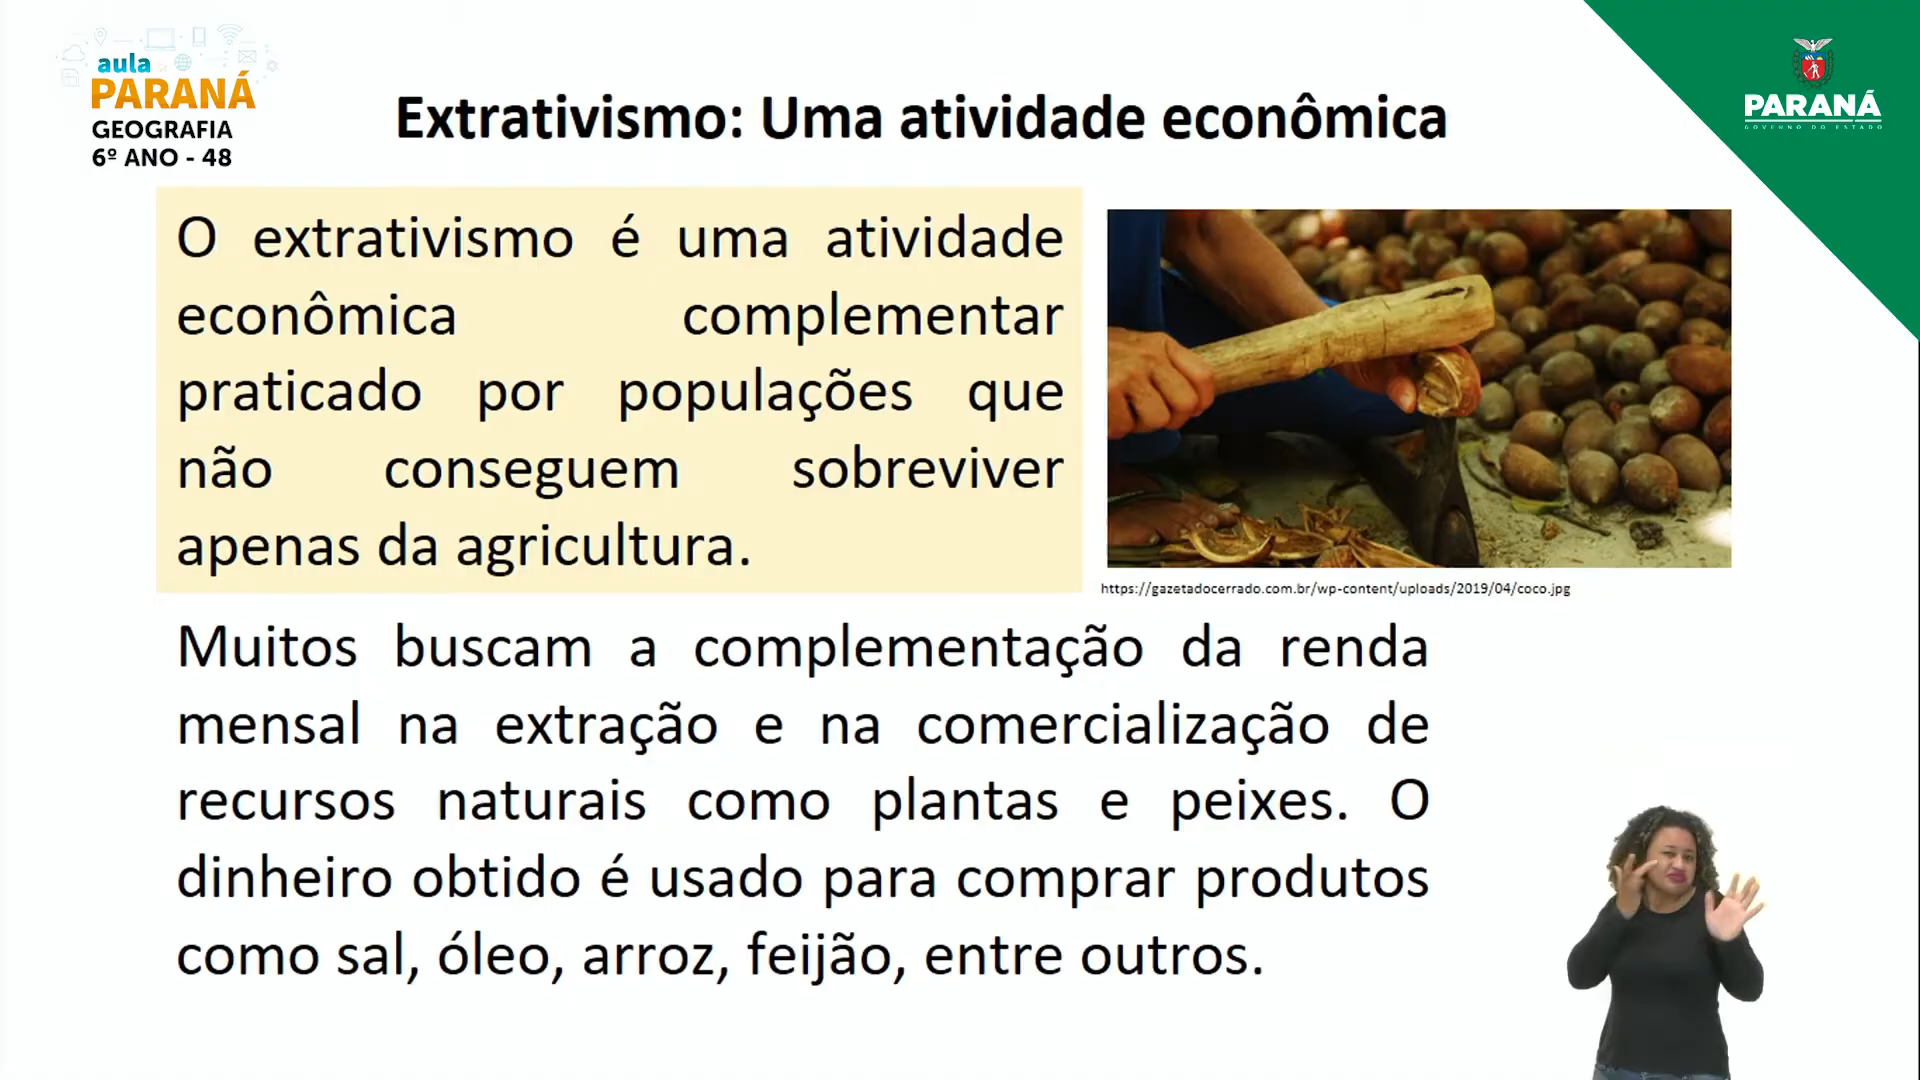 aula
PARANÁ
GEOGRAFIA
6º ANO - 48
Extrativismo: Uma atividade econômica
PARANÁ
GOVERNO DO ESTADO
O extrativismo é uma atividade
econômica complementar
praticado por populações que
não conseguem sobreviver
apenas da agricultura.
https://gazetadocerrado.com.br/wp-content/uploads/2019/04/coco.jpg
Muitos buscam a complementação da renda
mensal na extração e na comercialização de
recursos naturais como plantas e peixes. O
dinheiro obtido é usado para comprar produtos
como sal, óleo, arroz, feijão, entre outros.